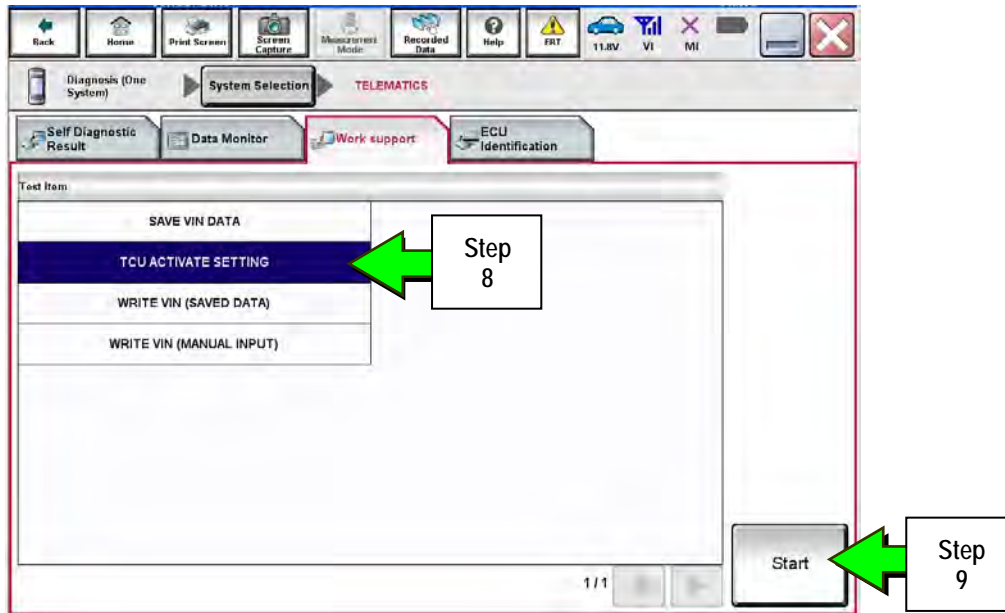 Back
Home
Print Screen
Screen
Capture
Measurement
Mode
Recorded
Data
Help
ERT
11.8V
VI
MI
Diagnosis (One
System)
System Selection
TELEMATICS
Self Diagnostic
Result
Data Monitor
Work support
ECU
Identification
Test Item
SAVE VIN DATA
TCU ACTIVATE SETTING
WRITE VIN (SAVED DATA)
WRITE VIN (MANUAL INPUT)
Step
8
1/1
Start
Step
9